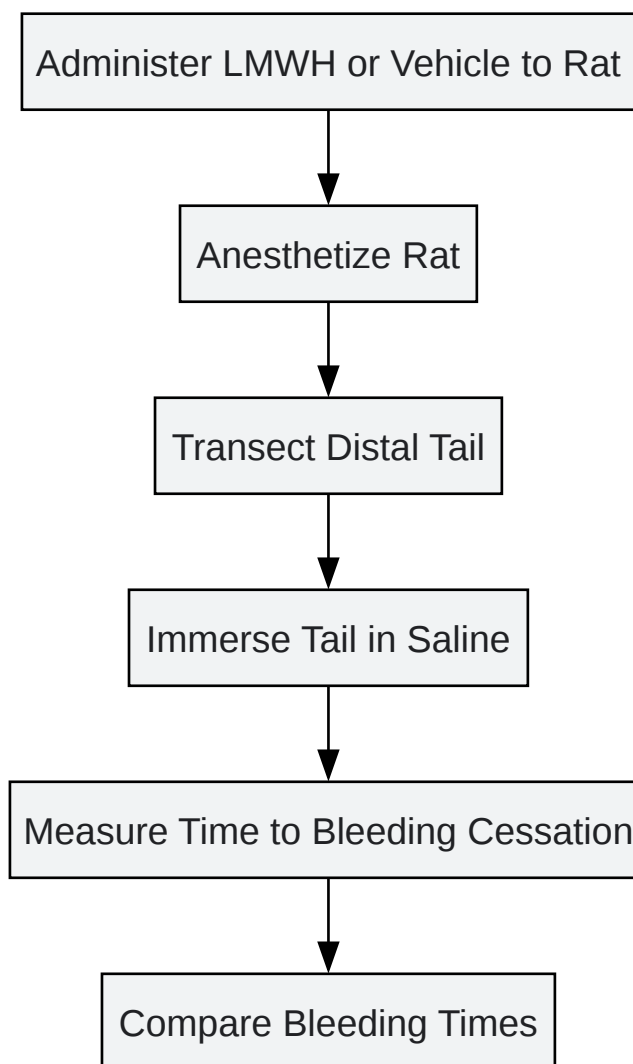 Administer LMWH or Vehicle to Rat
Anesthetize Rat
Transect Distal Tail
Immerse Tail in Saline
Measure Time to Bleeding Cessation
Compare Bleeding Times